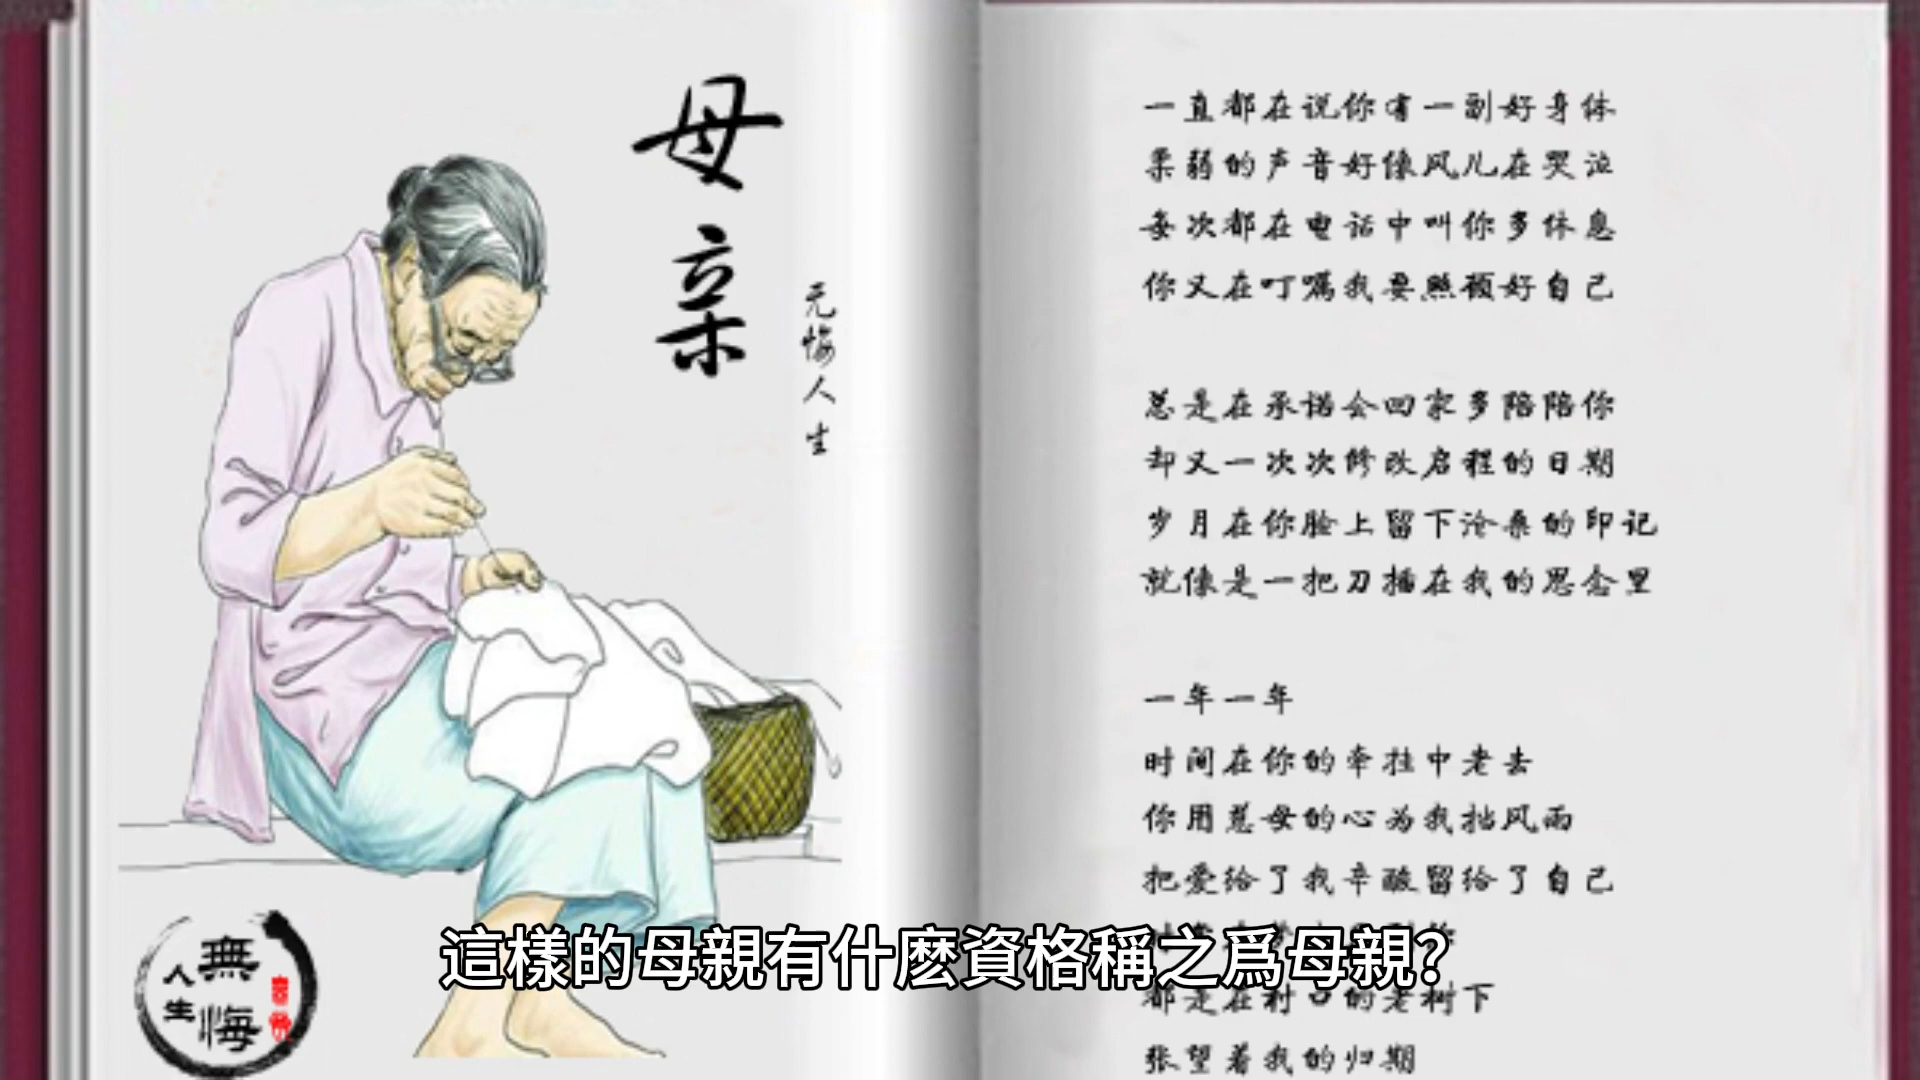 母亲
无悔人生
一直都在说你有一副好身体
柔弱的声音好像风儿在哭泣
每次都在电话中叫你多休息
你又在叮嘱我要照顾好自己
总是在承诺会回家多陪陪你
却又一次次修改启程的日期
岁月在你脸上留下沧桑的印记
就像是一把刀插在我的思念里
一年一年
时间在你的牵挂中老去
你用慈母的心为我挡风雨
把爱给了我辛酸留给了自己
都是在村口的老树下
张望着我的归期
無悔
人生
這樣的母親有什麽資格稱之爲母親？